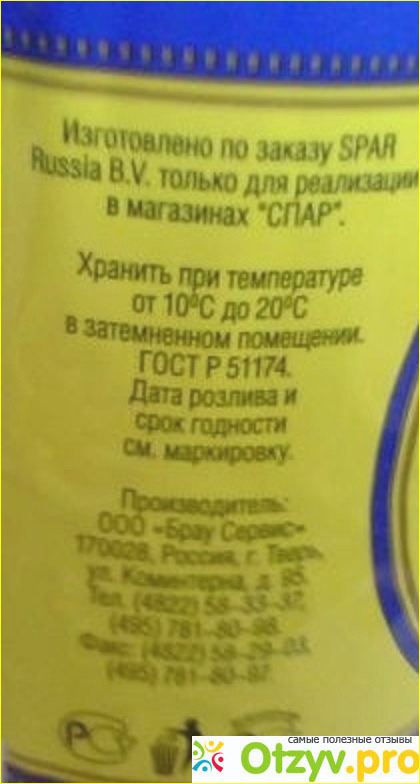 Изготовлено по заказу SPAR
Russia B.V. только для реализации
в магазинах "СПАР".
Хранить при температуре
от 10⁰С до 20⁰С
в затемненном помещении.
ГОСТ Р 51174.
Дата розлива и
срок годности
см. маркировку.
Производитель:
ООО «Брау Сервис»
170028, Россия, г. Тверь,
ул. Коминтерна, д. 95.
Тел. (4822) 58-33-37,
(495) 781-80-98.
Факс: (4822) 58-29-03,
(495) 781-80-97.
самые полезные отзывы
Otzyv.pro